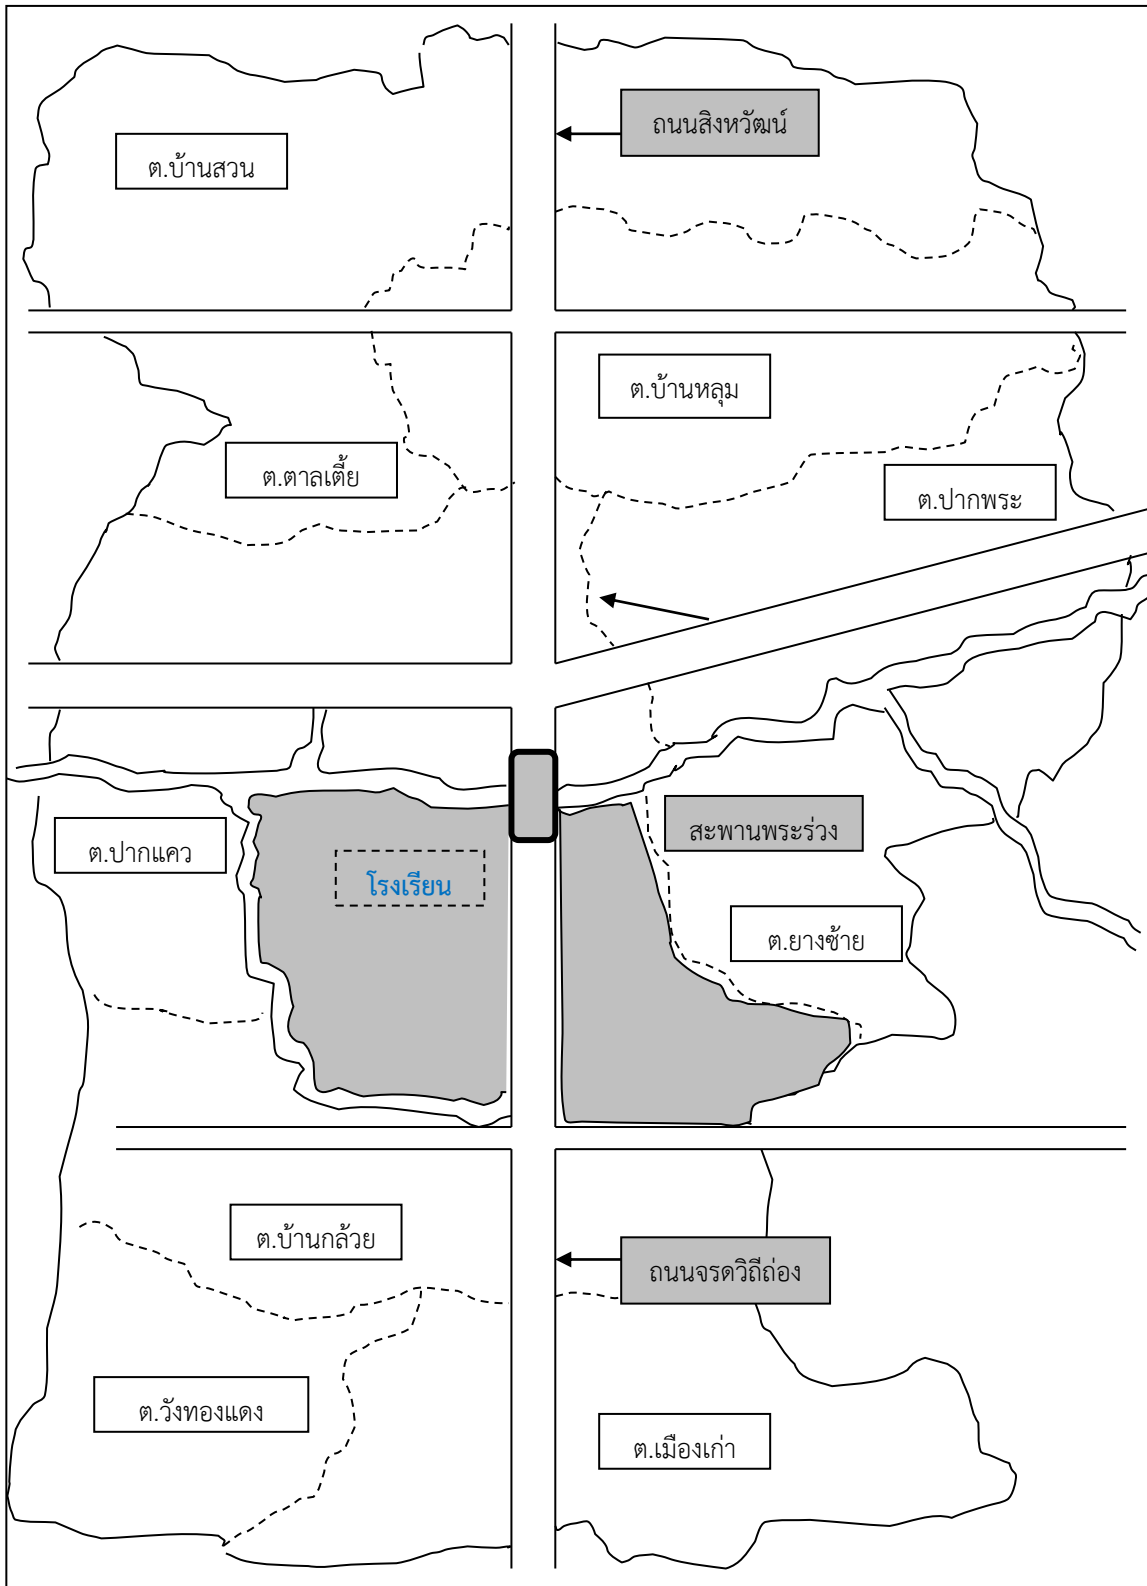 ถนนสิงหวัฒน์
ต.บ้านสวน
ต.บ้านหลุม
ต.ตาลเตี้ย
ต.ปากพระ
สะพานพระร่วง
ต.ปากแคว
โรงเรียน
ต.ยางซ้าย
ต.บ้านกล้วย
ถนนจรดวิถีถ่อง
ต.วังทองแดง
ต.เมืองเก่า